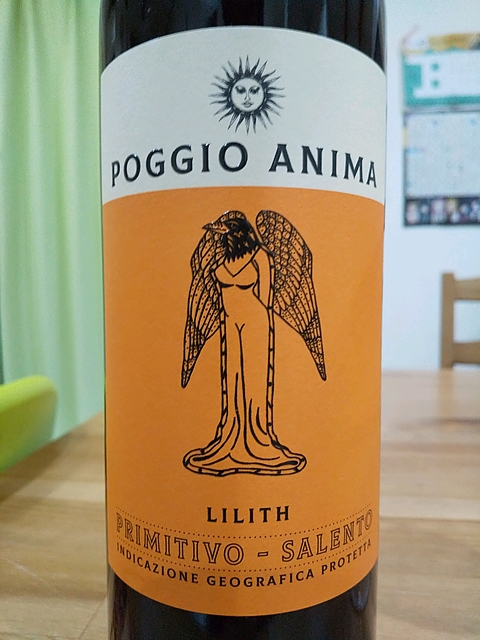 POGGIO ANIMA
LILITH
PRIMITIVO - SALENTO
INDICAZIONE GEOGRAFICA PROTETTA